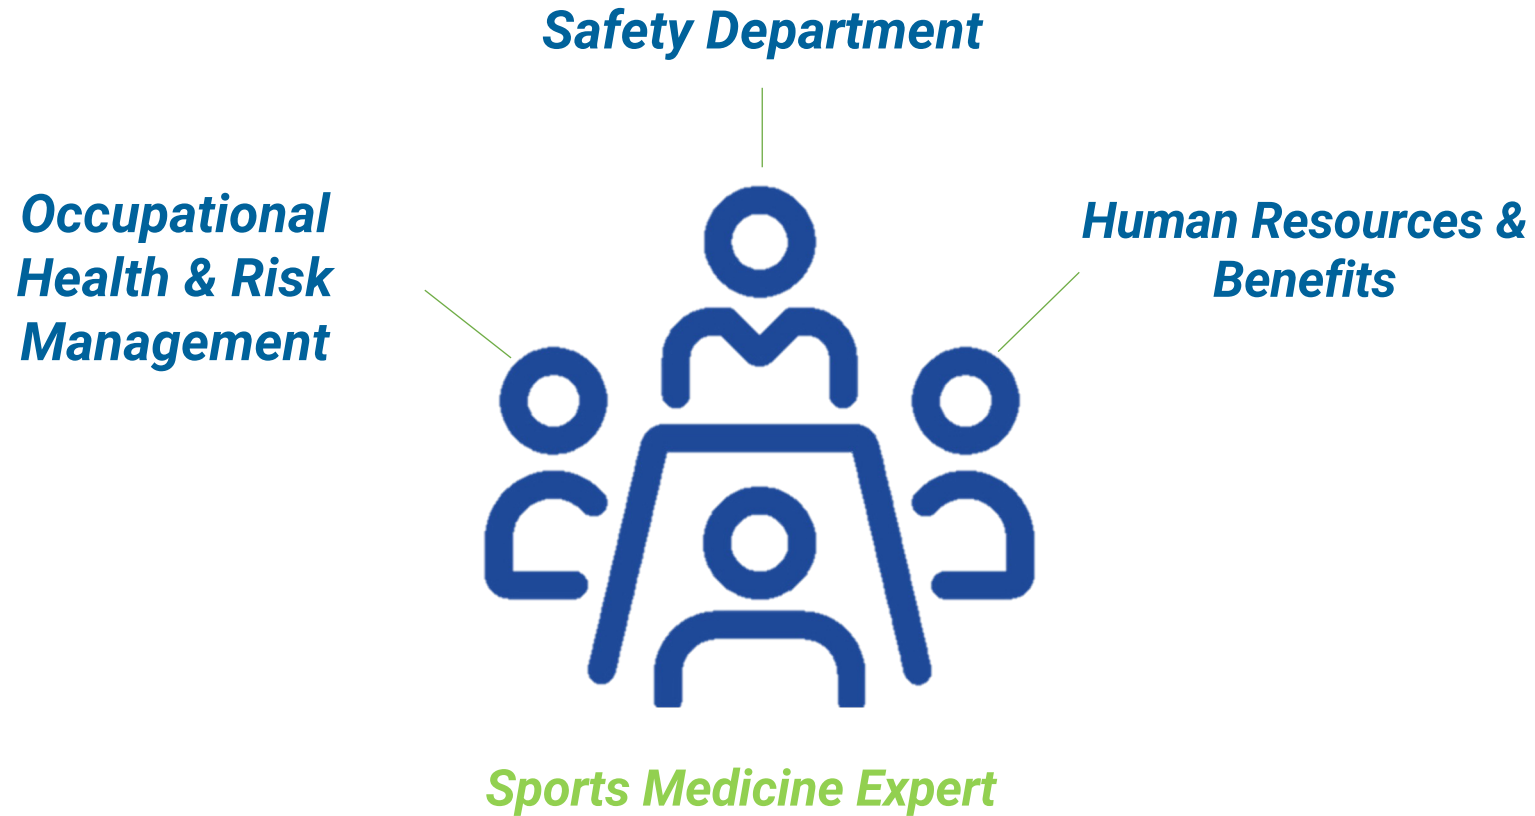 Safety Department
Occupational
Health & Risk
Management
Human Resources &
Benefits
Sports Medicine Expert